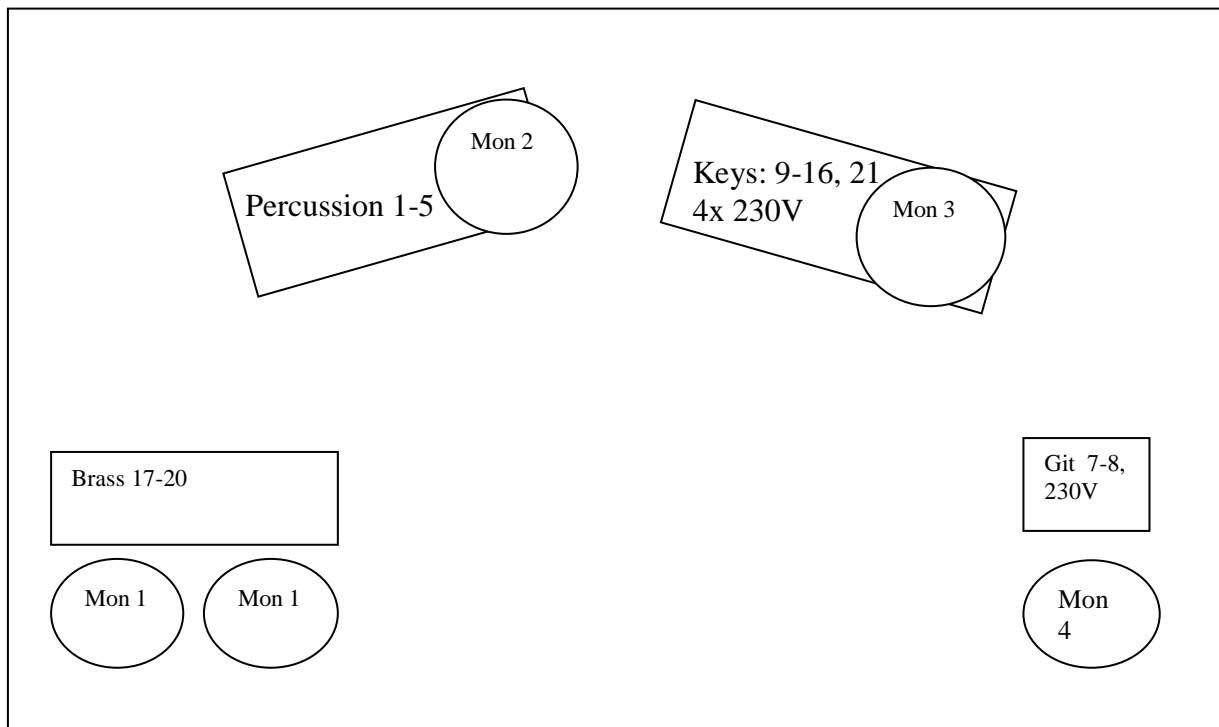 Mon 2
Percussion 1-5
Keys: 9-16, 21
4x 230V
Mon 3
Brass 17-20
Git 7-8,
230V
Mon 1
Mon 1
Mon
4